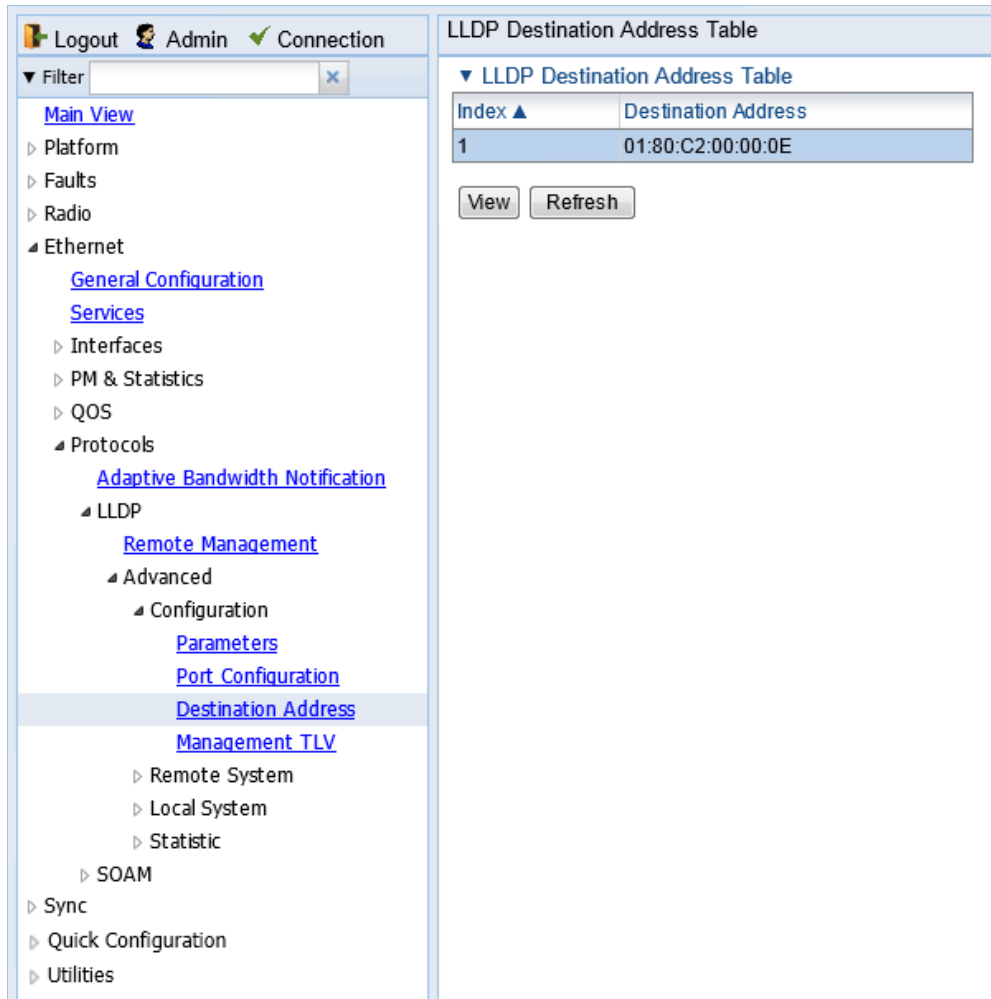 Logout Admin Connection
Filter
Main View
Platform
Faults
Radio
Ethernet
General Configuration
Services
Interfaces
PM & Statistics
QOS
Protocols
Adaptive Bandwidth Notification
LLDP
Remote Management
Advanced
Configuration
Parameters
Port Configuration
Destination Address
Management TLV
Remote System
Local System
Statistic
SOAM
Sync
Quick Configuration
Utilities
LLDP Destination Address Table
LLDP Destination Address Table
Index ▲ Destination Address
1 01:80:C2:00:00:0E
View Refresh